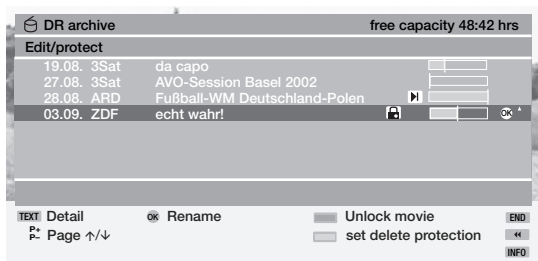 DR archive free capacity 48:42 hrs
Edit/protect
19.08. 3Sat da capo
27.08. 3Sat AVO-Session Basel 2002
28.08. ARD Fußball-WM Deutschland-Polen
03.09. ZDF echt wahr! OK
TEXT Detail OK Rename Unlock movie END
P+ P- Page ↑/↓ set delete protection
INFO